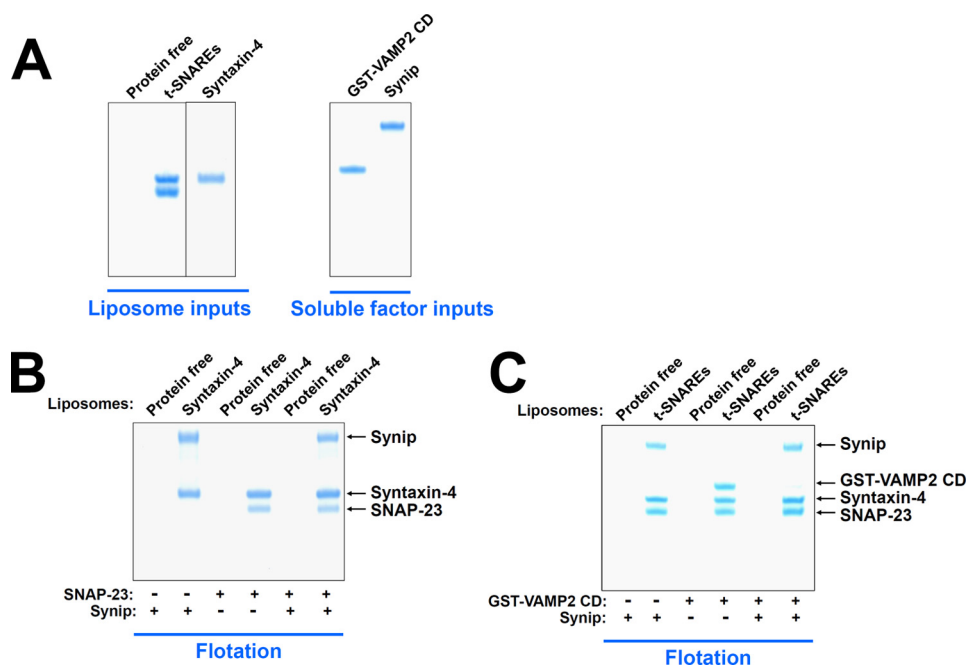 A
Protein free
t-SNAREs
Syntaxin-4
GST-VAMP2 CD
Synip
Liposome inputs
Soluble factor inputs
B
Liposomes:
Protein free
Syntaxin-4
Protein free
Syntaxin-4
Protein free
Syntaxin-4
Synip
Syntaxin-4
SNAP-23
SNAP-23: - - + + + +
Synip: + + - - + +
Flotation
C
Liposomes:
Protein free
t-SNAREs
Protein free
t-SNAREs
Protein free
t-SNAREs
Synip
GST-VAMP2 CD
Syntaxin-4
SNAP-23
GST-VAMP2 CD: - - + + + +
Synip: + + - - + +
Flotation